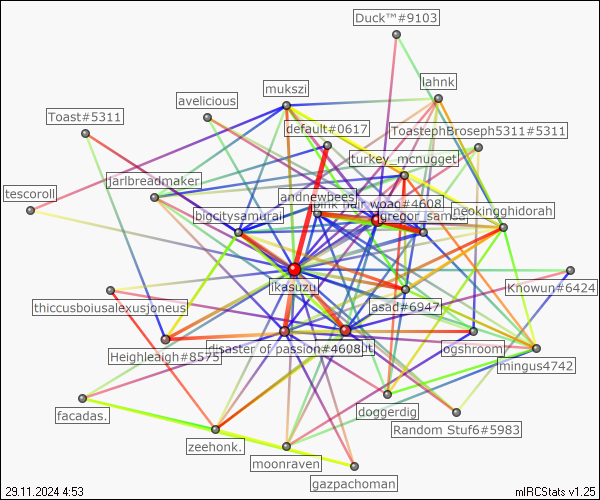 Duck™#9103
lahnk
mukszi
avelicious
Toast#5311
default#0617
ToastephBroseph5311#5311
turkey_mcnugget
jarlbreadmaker
tescoroll
andnewbees
pink hair woao#4608
neokingghidorah
bigcitysamurai
gregor_samsa
ikasuzu
Knowun#6424
asad#6947
thiccusboiusalexusjoneus
Heighleigh#8575
disaster of passion#4608
ogshroom
mingus4742
facadas.
doggerdig
Random Stuf6#5983
zeehonk.
moonraven
gazpachoman
29.11.2024 4:53
mIRCStats v1.25